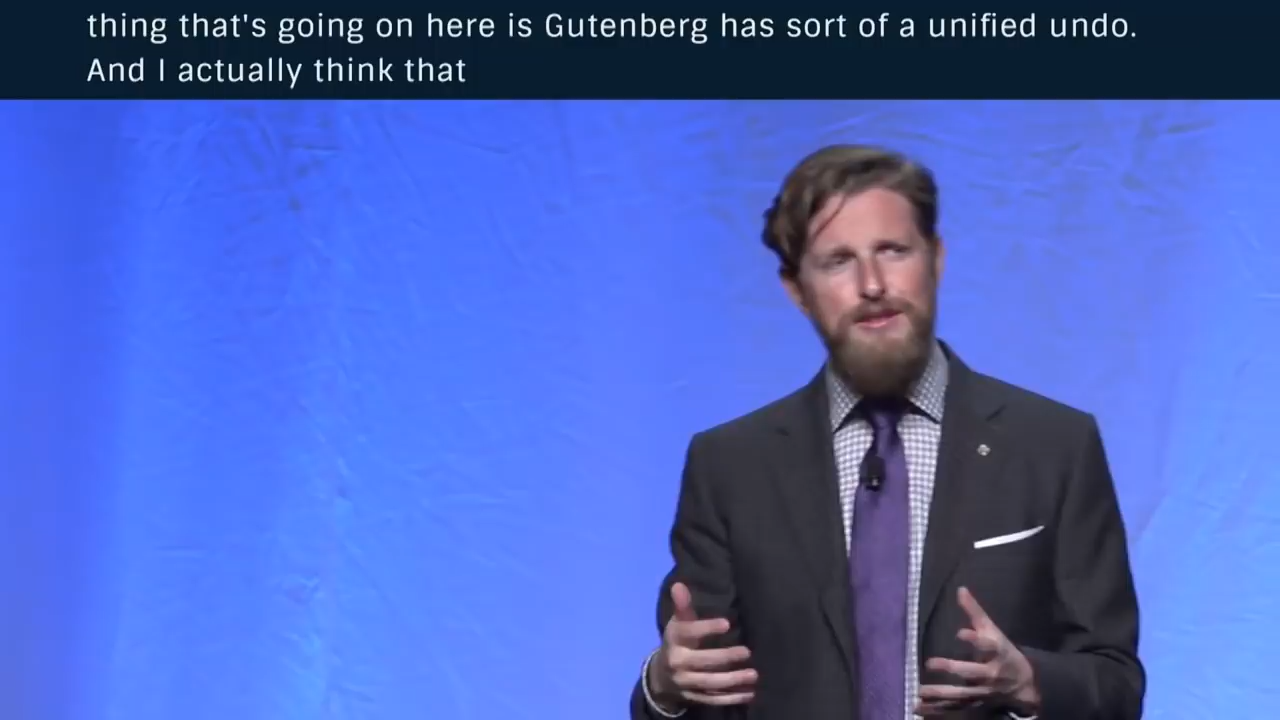 thing that's going on here is Gutenberg has sort of a unified undo.
And I actually think that